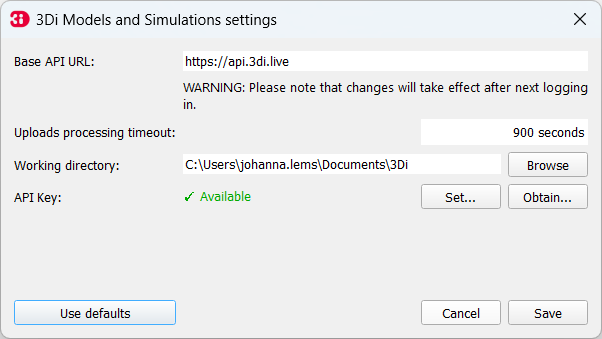 3Di Models and Simulations settings
Base API URL: https://api.3di.live
WARNING: Please note that changes will take effect after next logging
in.
Uploads processing timeout: 900 seconds
Working directory: C:\Users\johanna.lems\Documents\3Di Browse
API Key: ✓ Available Set... Obtain...
Use defaults Cancel Save